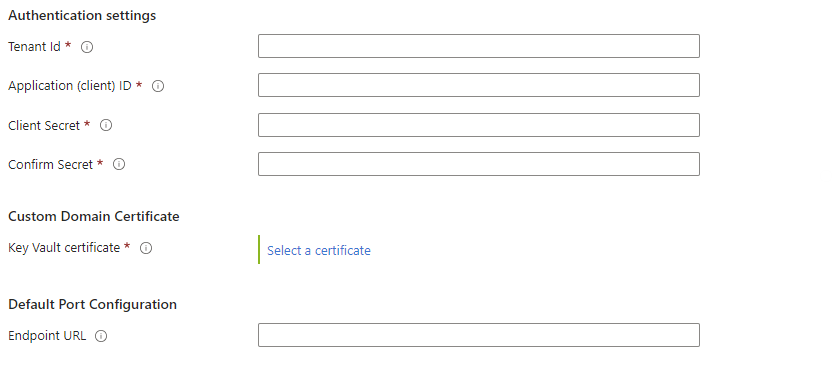 Authentication settings
Tenant Id *
Application (client) ID *
Client Secret *
Confirm Secret *
Custom Domain Certificate
Key Vault certificate *
Select a certificate
Default Port Configuration
Endpoint URL